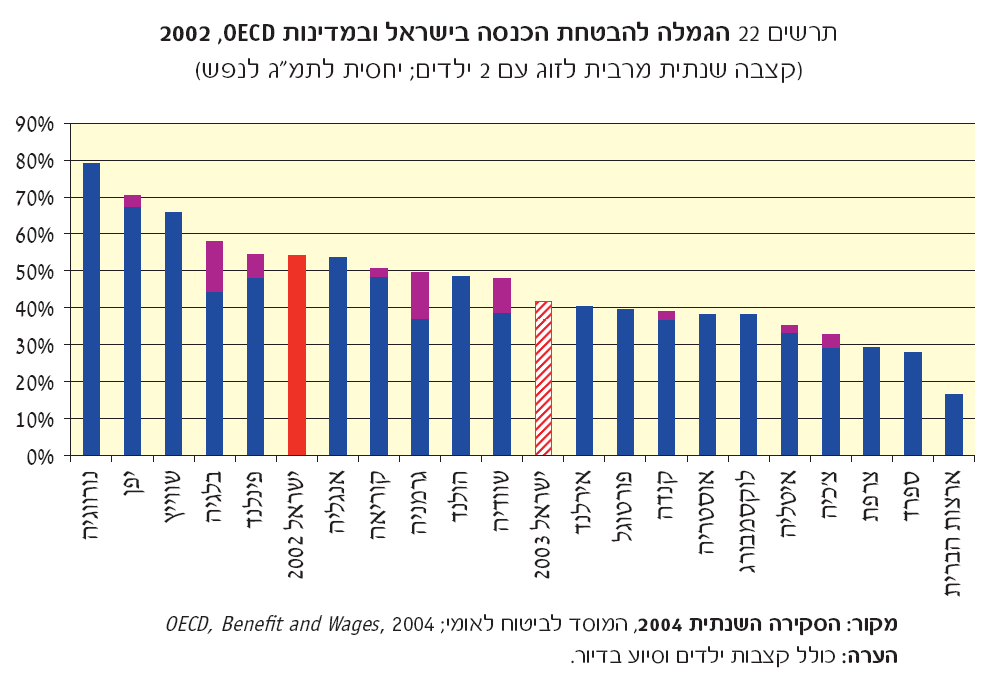 תרשים 22 הגמלה להבטחת הכנסה בישראל ובמדינות OECD, 2002
(קצבה שנתית מרבית לזוג עם 2 ילדים; יחסית לתמ"ג לנפש)
90%
80%
70%
60%
50%
40%
30%
20%
10%
0%
נורווגיה
יפן
שווייץ
בלגיה
פינלנד
ישראל 2002
אנגליה
קוריאה
גרמניה
הולנד
שוודיה
ישראל 2003
אירלנד
פורטוגל
קנדה
אוסטריה
לוקסמבורג
איטליה
צ'כיה
צרפת
ספרד
ארצות הברית
מקור: הסקירה השנתית 2004, המוסד לביטוח לאומי; OECD, Benefit and Wages, 2004
הערה: כולל קצבות ילדים וסיוע בדיור.